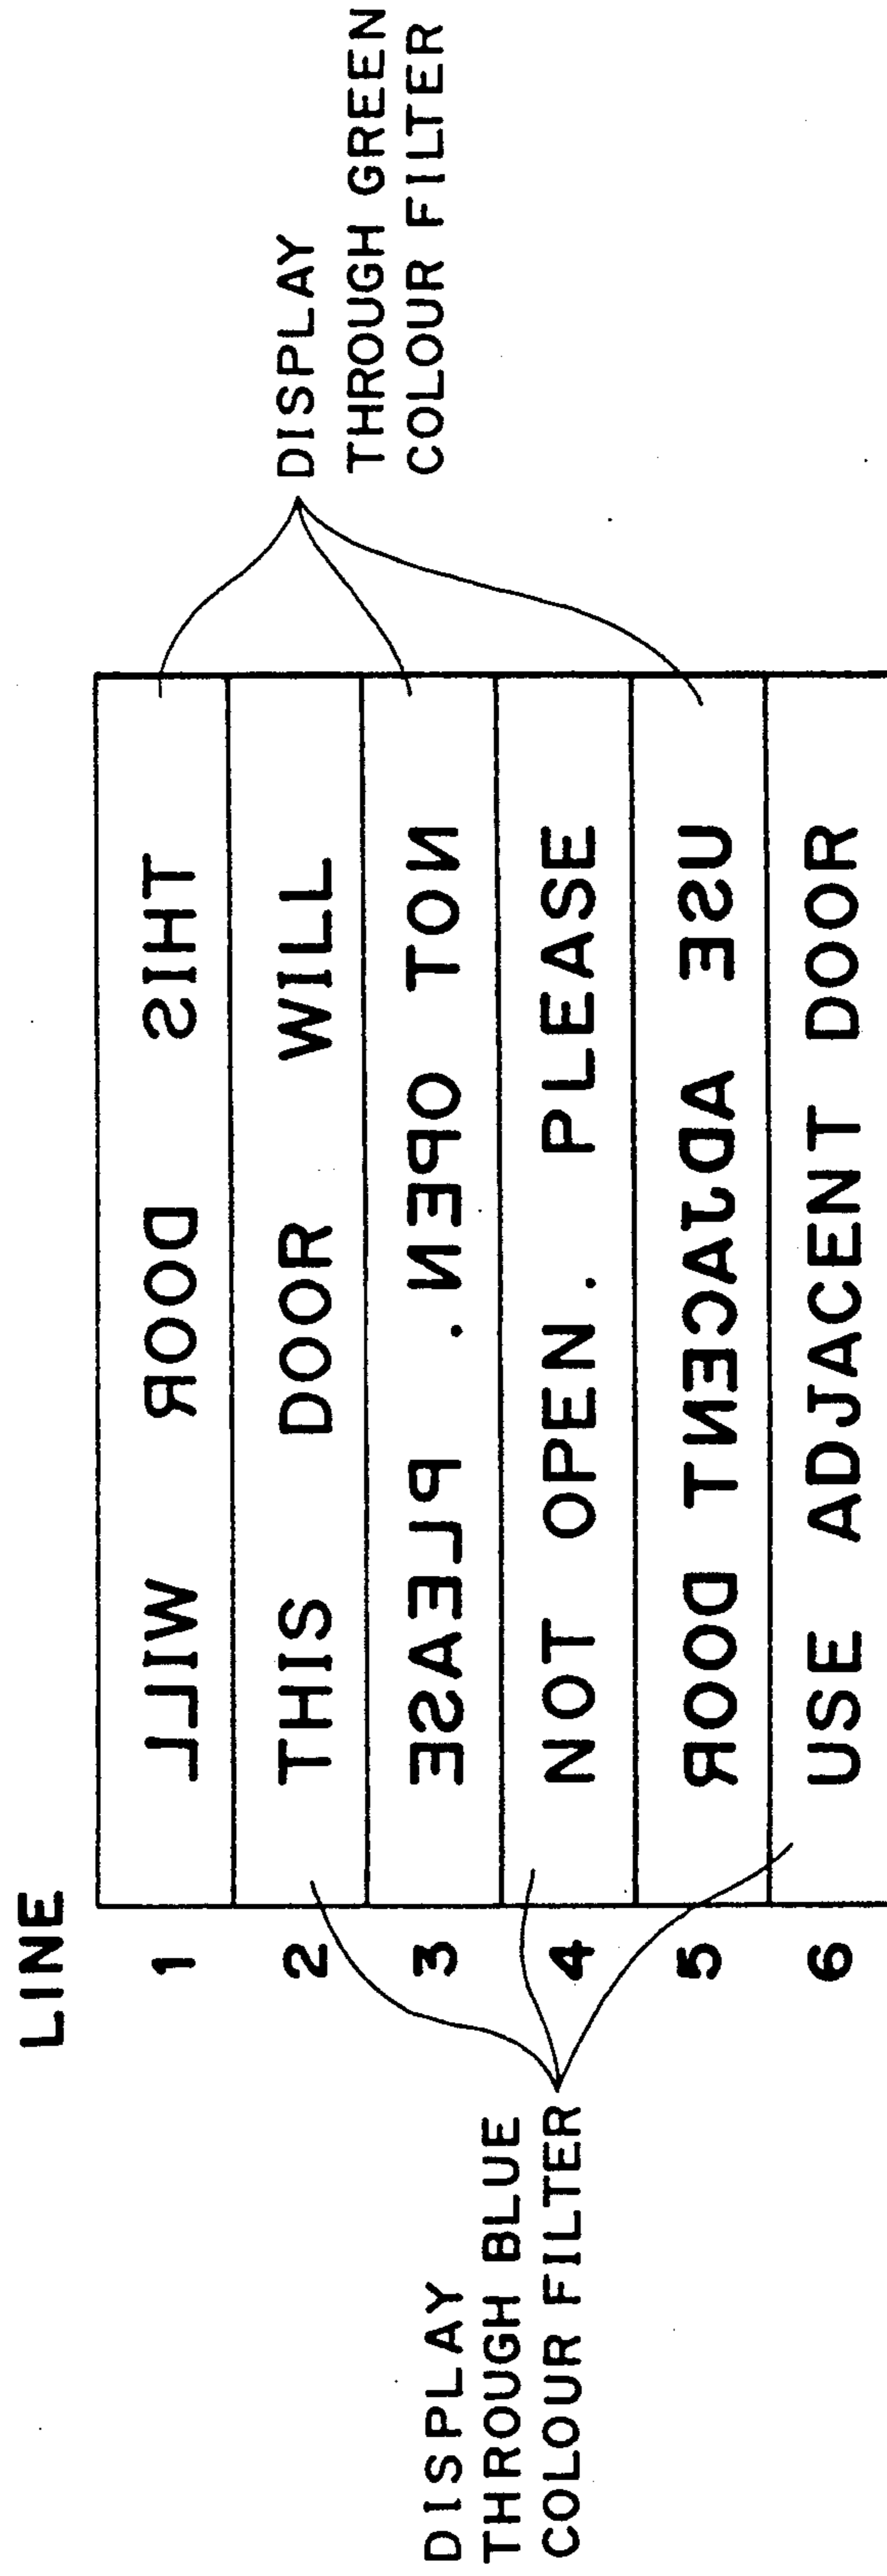 LINE
1 THIS DOOR WILL
2 THIS DOOR WILL
3 NOT OPEN. PLEASE
4 NOT OPEN. PLEASE
5 USE ADJACENT DOOR
6 USE ADJACENT DOOR
DISPLAY
THROUGH BLUE
COLOUR FILTER
DISPLAY
THROUGH GREEN
COLOUR FILTER